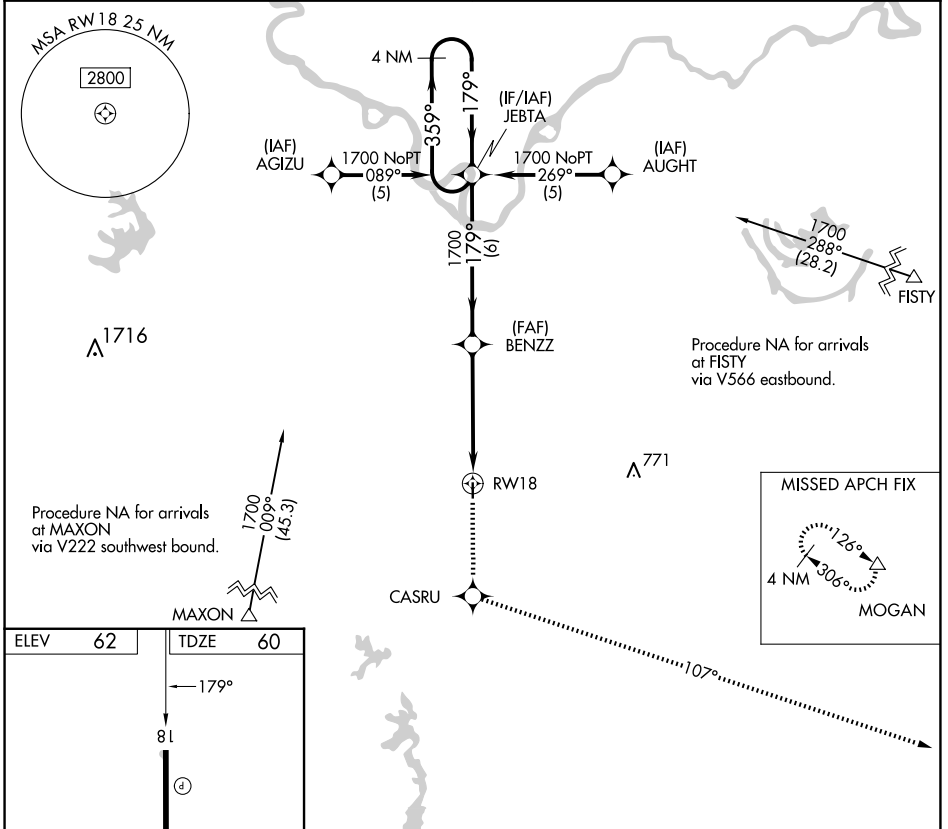 MSA RW18 25 NM
2800
4 NM
359°
179°
(IF/IAF)
JEBTA
(IAF)
AGIZU
1700 NoPT
089°
(5)
1700 NoPT
269°
(5)
(IAF)
AUGHT
1700
179°
(6)
1700
288°
(28.2)
FISTY
1716
(FAF)
BENZZ
Procedure NA for arrivals
at FISTY
via V566 eastbound.
771
RW18
Procedure NA for arrivals
at MAXON
via V222 southwest bound.
1700
009°
(45.3)
MAXON
MISSED APCH FIX
126°
306°
4 NM
MOGAN
CASRU
107°
ELEV 62
TDZE 60
179°
18
P